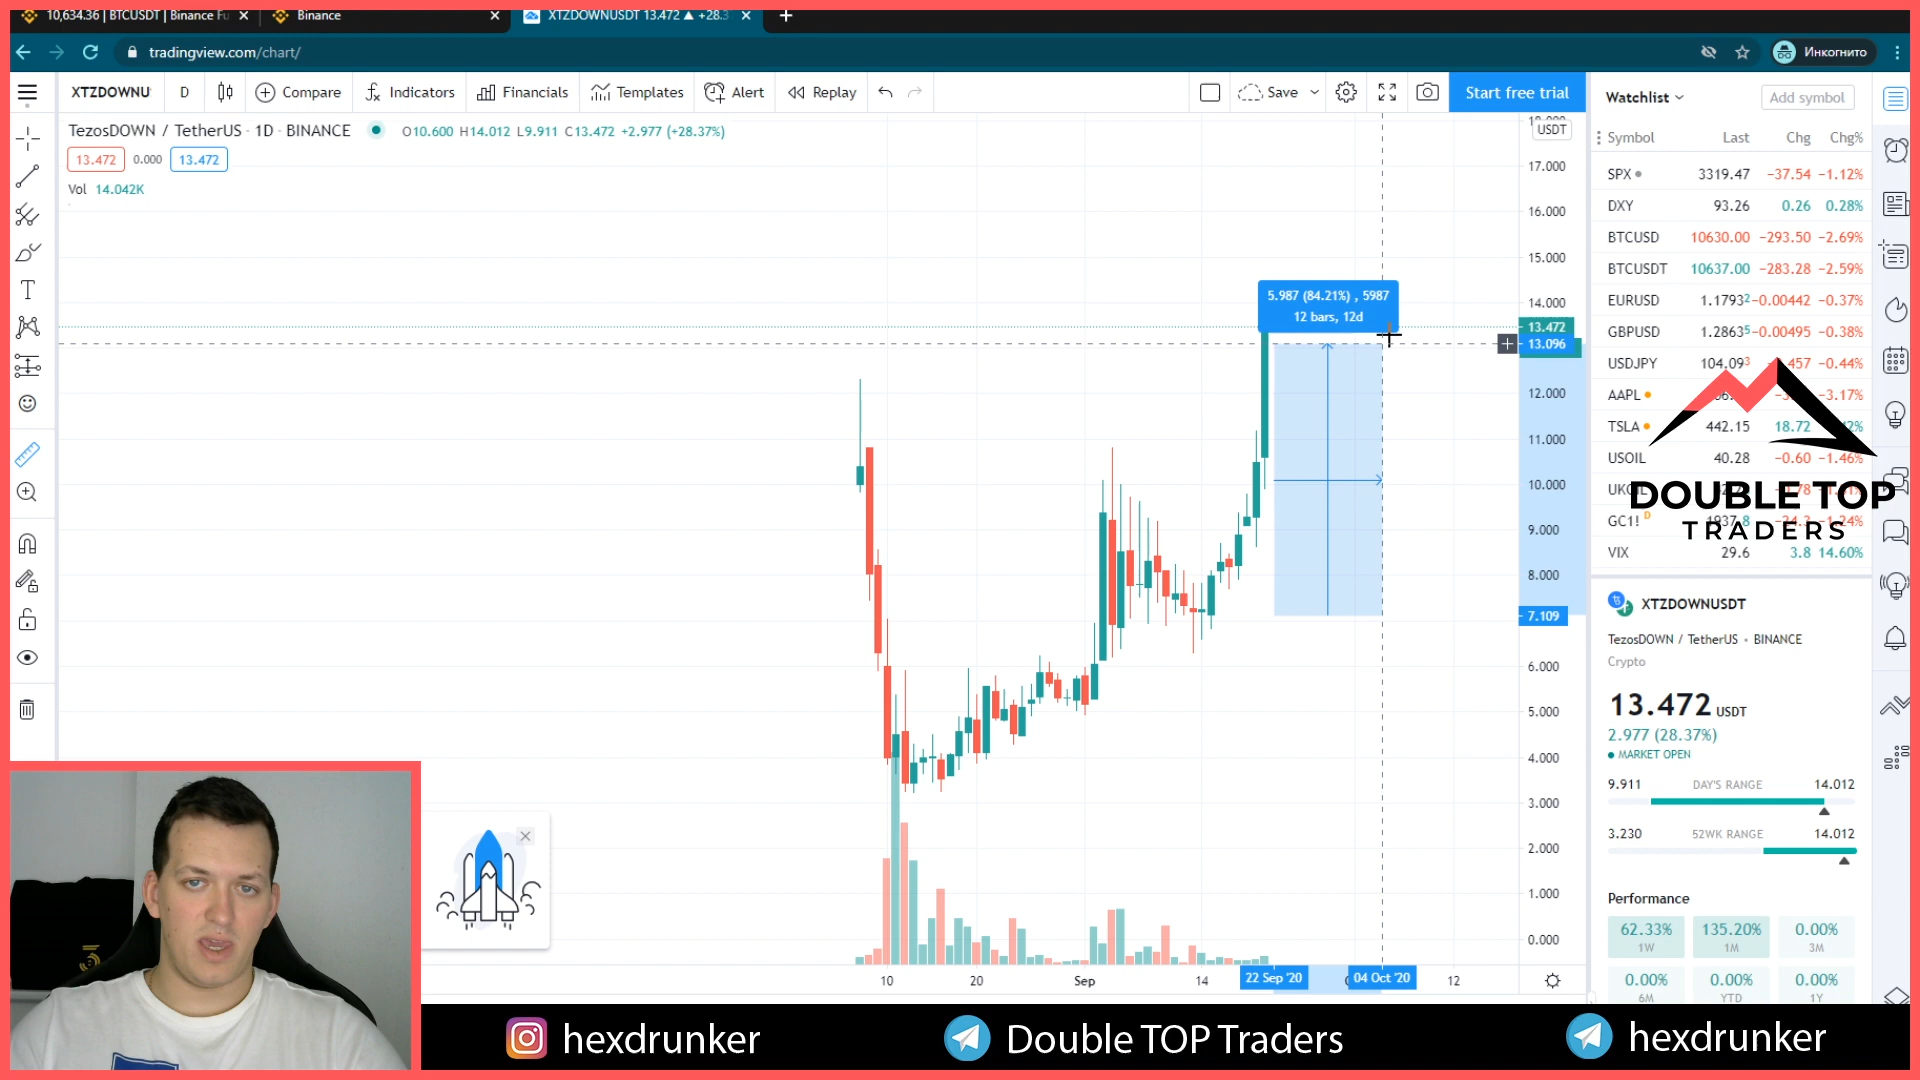 10,634.36 | BTCUSDT | Binance Fu
Binance
XTZDOWNUSDT 13.472 ▲ +28.3
tradingview.com/chart/
Инкогнито
XTZDOWNU
D
Compare
Indicators
Financials
Templates
Alert
Replay
Save
Start free trial
TezosDOWN / TetherUS · 1D · BINANCE
O10.600 H14.012 L9.911 C13.472 +2.977 (+28.37%)
13.472 0.000 13.472
Vol 14.042K
USDT
17.000
16.000
15.000
14.000
13.472
13.096
12.000
11.000
10.000
9.000
8.000
7.109
6.000
5.000
4.000
3.000
2.000
1.000
0.000
5.987 (84.21%) , 5987
12 bars, 12d
10
20
Sep
14
22 Sep '20
04 Oct '20
12
Watchlist
Add symbol
Symbol Last Chg Chg%
SPX 3319.47 −37.54 −1.12%
DXY 93.26 0.26 0.28%
BTCUSD 10630.00 −293.50 −2.69%
BTCUSDT 10637.00 −283.28 −2.59%
EURUSD 1.17932 −0.00442 −0.37%
GBPUSD 1.28635 −0.00495 −0.38%
USDJPY 104.093 457 −0.44%
AAPL −3.17%
TSLA 442.15 18.72
USOIL 40.28 −0.60 −1.46%
GC1! D 1937.8 −24.3 −1.24%
VIX 29.6 3.8 14.60%
DOUBLE TOP
TRADERS
XTZDOWNUSDT
TezosDOWN / TetherUS • BINANCE
Crypto
13.472 USDT
2.977 (28.37%)
MARKET OPEN
9.911 DAY'S RANGE 14.012
3.230 52WK RANGE 14.012
Performance
62.33% 135.20% 0.00%
1W 1M 3M
0.00% 0.00% 0.00%
6M YTD 1Y
hexdrunker
Double TOP Traders
hexdrunker